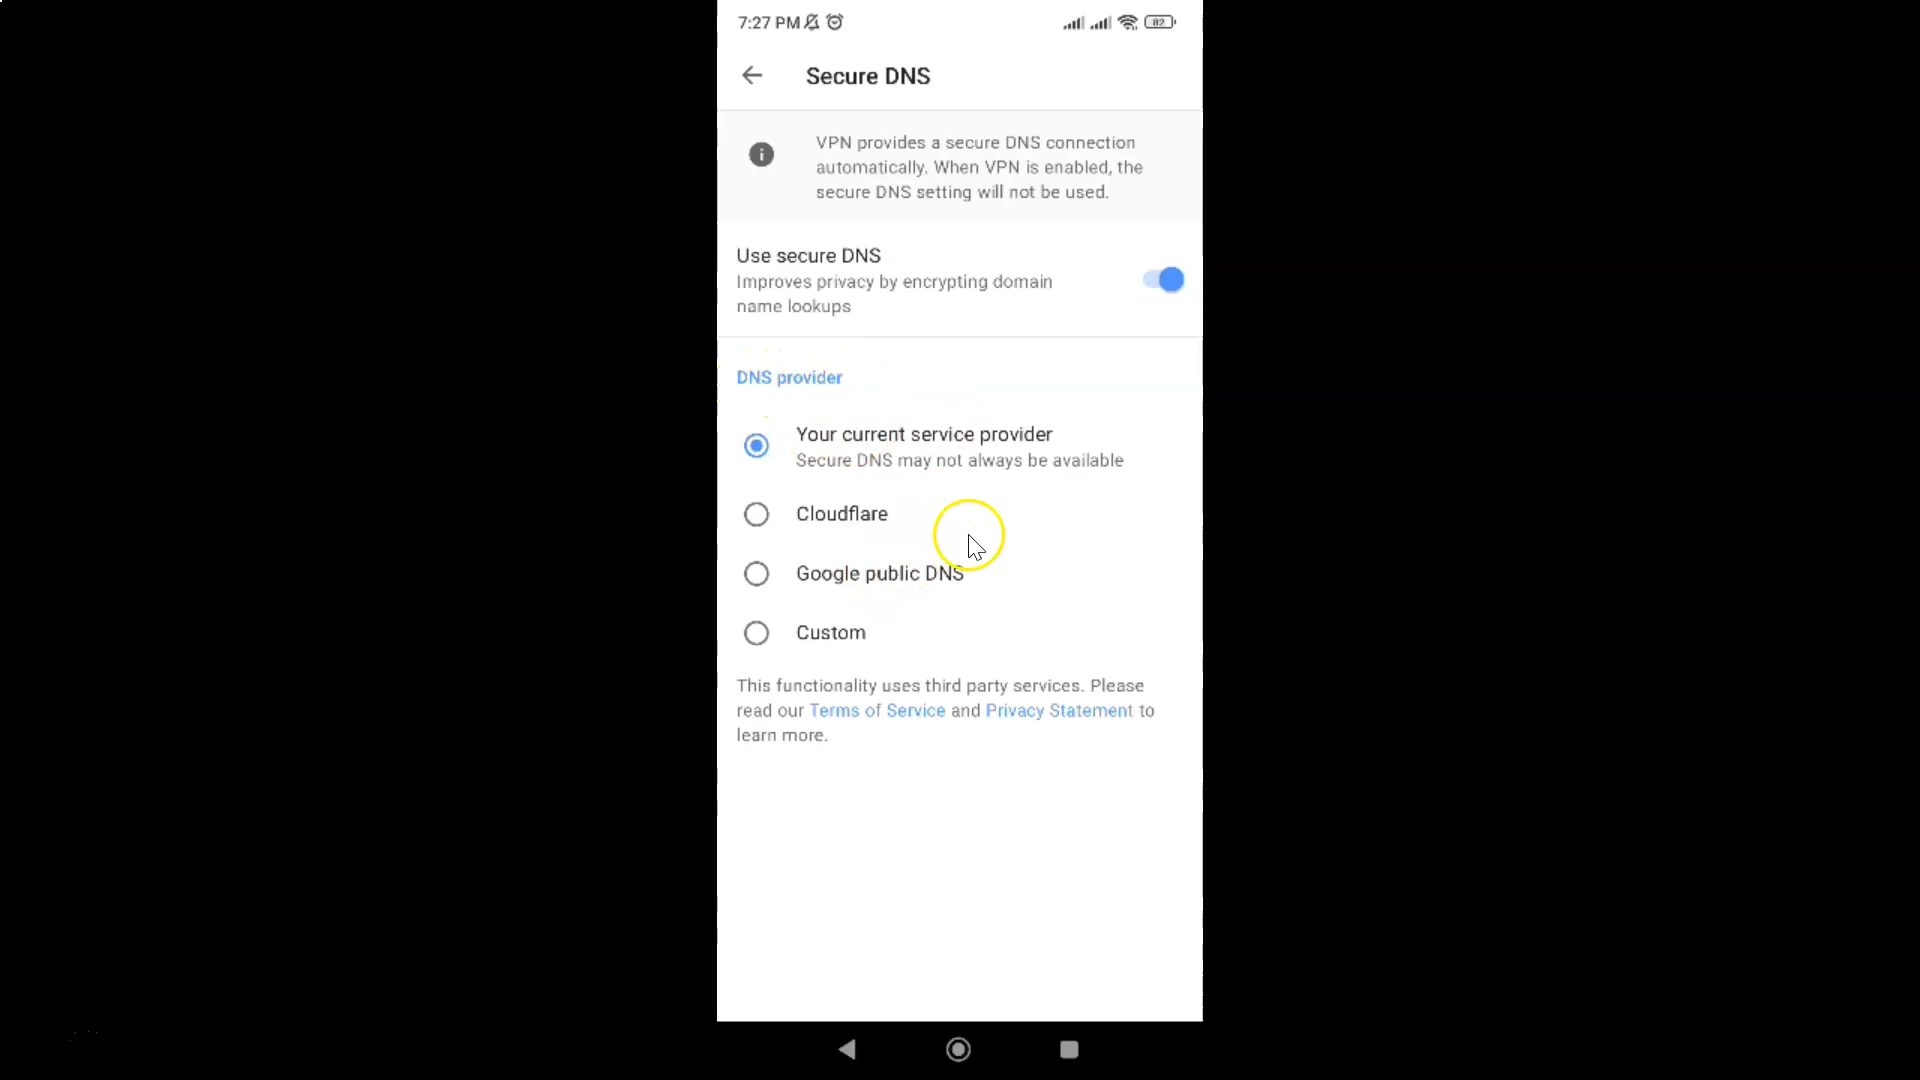 7:27 PM
82
Secure DNS
VPN provides a secure DNS connection
automatically. When VPN is enabled, the
secure DNS setting will not be used.
Use secure DNS
Improves privacy by encrypting domain
name lookups
DNS provider
Your current service provider
Secure DNS may not always be available
Cloudflare
Google public DNS
Custom
This functionality uses third party services. Please
read our Terms of Service and Privacy Statement to
learn more.